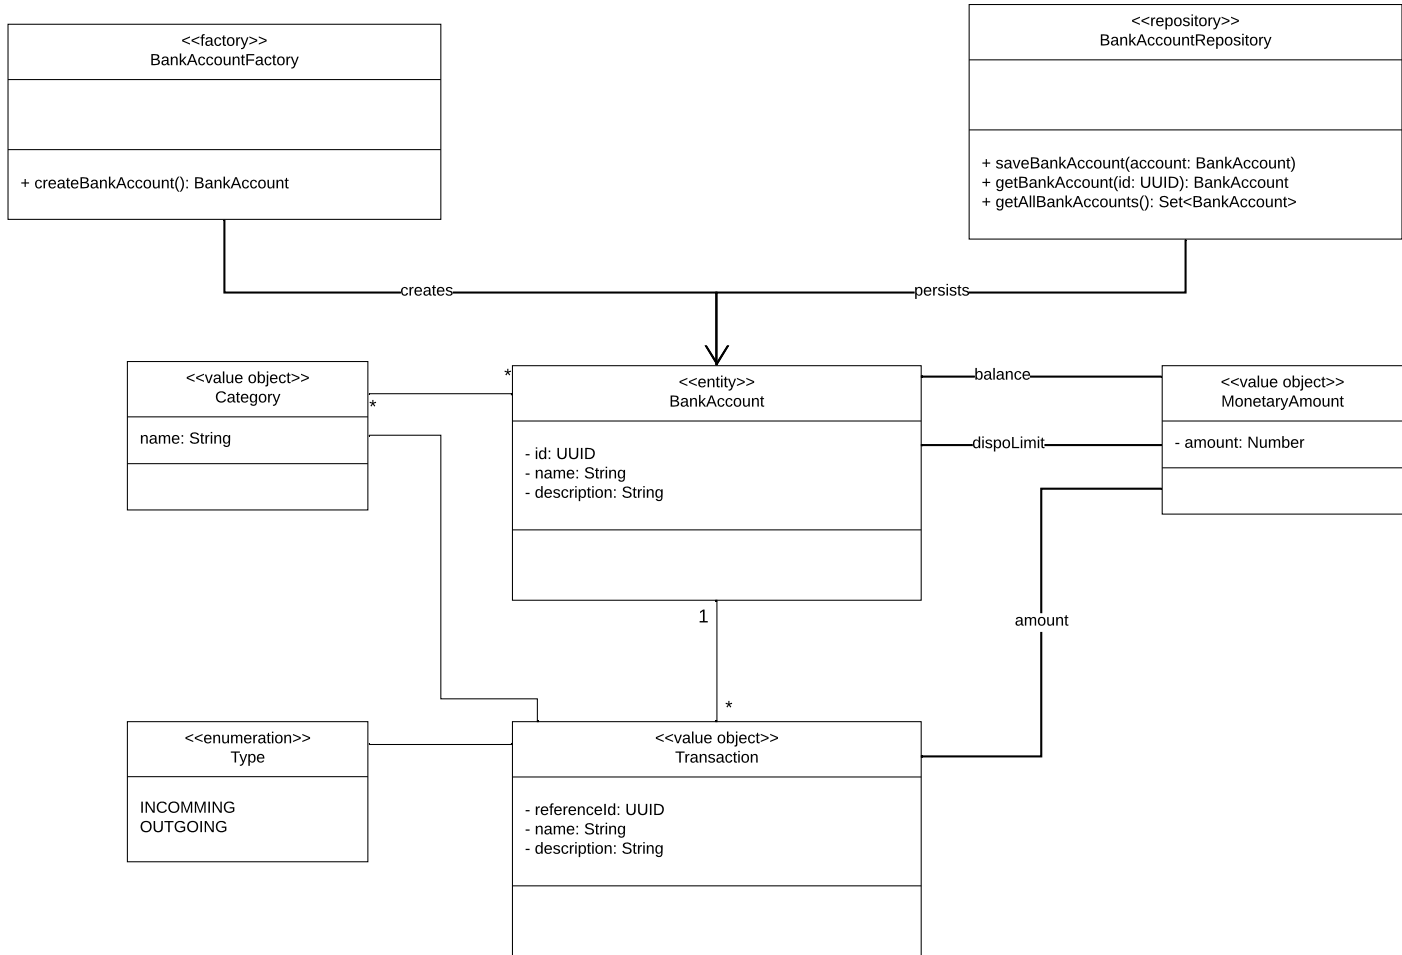 <<factory>>
BankAccountFactory
+ createBankAccount(): BankAccount
<<repository>>
BankAccountRepository
+ saveBankAccount(account: BankAccount)
+ getBankAccount(id: UUID): BankAccount
+ getAllBankAccounts(): Set<BankAccount>
creates
persists
<<value object>>
Category
name: String
*
*
<<entity>>
BankAccount
- id: UUID
- name: String
- description: String
balance
dispoLimit
<<value object>>
MonetaryAmount
- amount: Number
1
*
amount
<<enumeration>>
Type
INCOMMING
OUTGOING
<<value object>>
Transaction
- referenceId: UUID
- name: String
- description: String